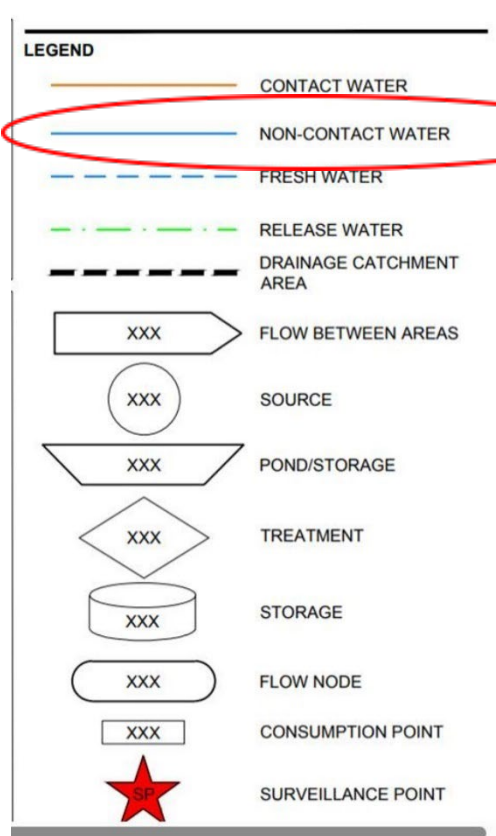 LEGEND
CONTACT WATER
NON-CONTACT WATER
FRESH WATER
RELEASE WATER
DRAINAGE CATCHMENT
AREA
XXX FLOW BETWEEN AREAS
XXX SOURCE
XXX POND/STORAGE
XXX TREATMENT
XXX STORAGE
XXX FLOW NODE
XXX CONSUMPTION POINT
SP SURVEILLANCE POINT